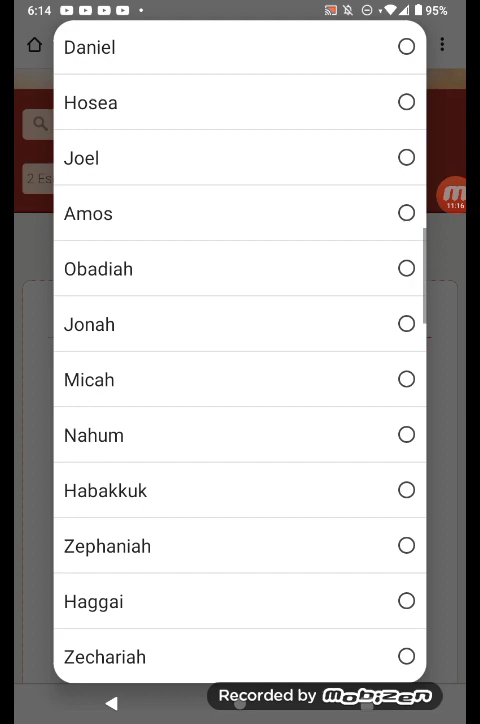 6:14 95%
Daniel
Hosea
2 Es
Joel
11:16
Amos
Obadiah
Jonah
Micah
Nahum
Habakkuk
Zephaniah
Haggai
Zechariah
Recorded by mobizen